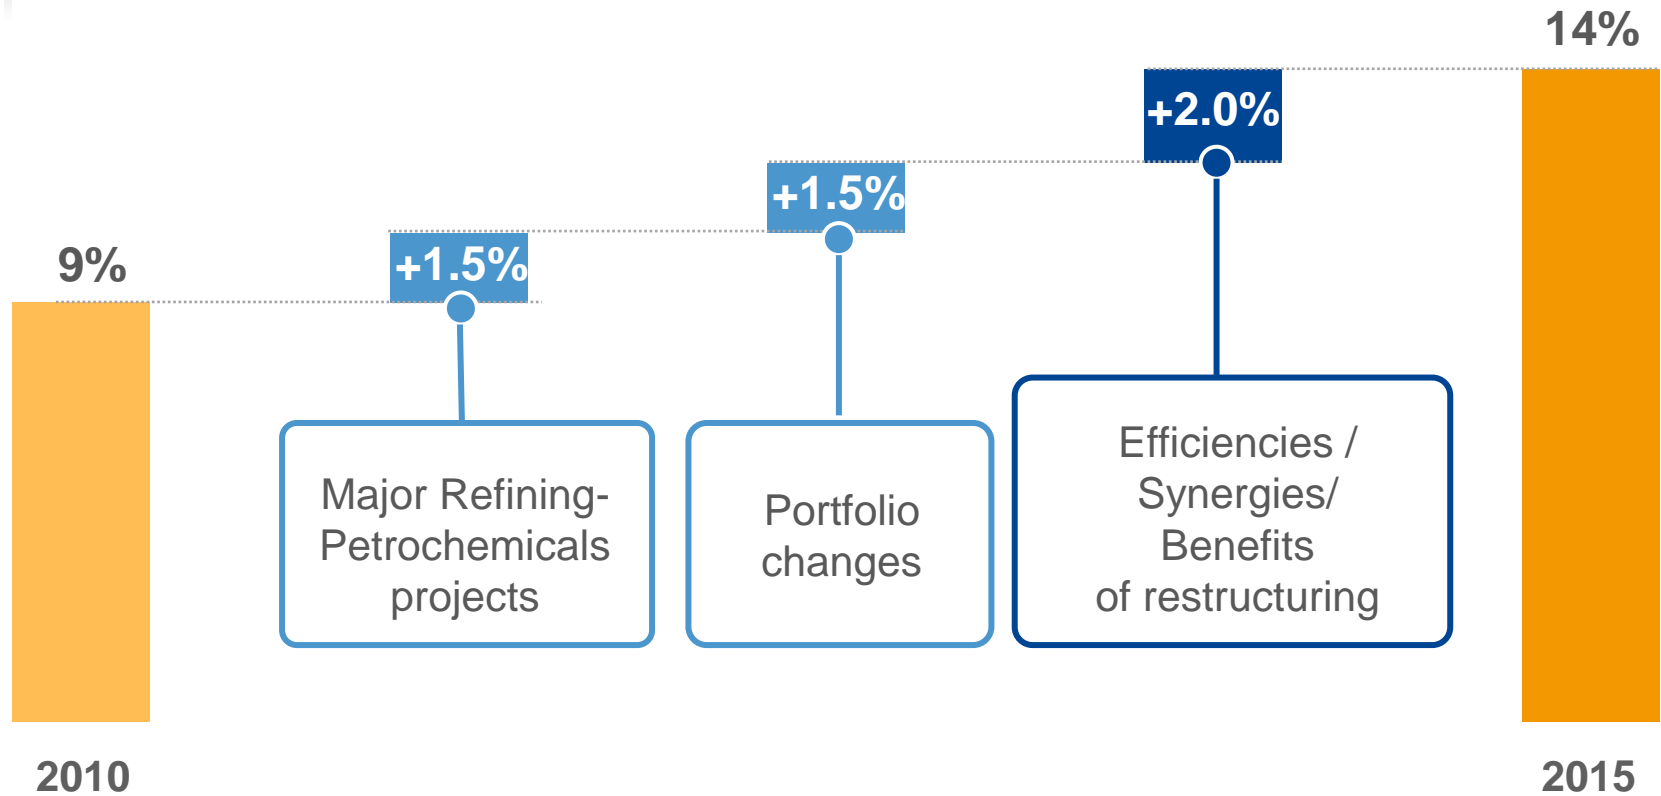 14%
+2.0%
+1.5%
+1.5%
9%
Major Refining-
Petrochemicals
projects
Portfolio
changes
Efficiencies /
Synergies/
Benefits
of restructuring
2010
2015